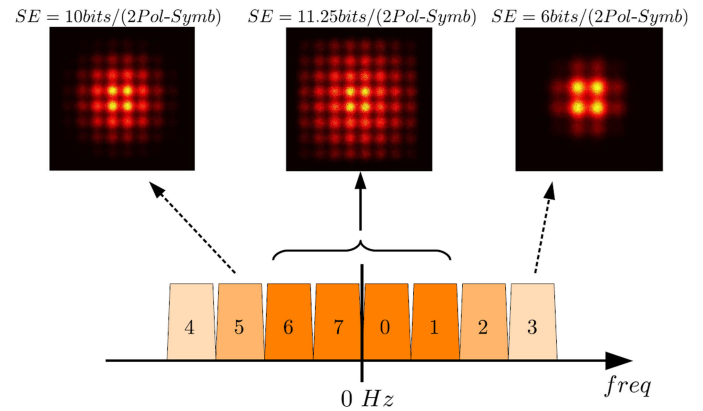 SE = 10bits/(2Pol-Symb)
SE = 11.25bits/(2Pol-Symb)
SE = 6bits/(2Pol-Symb)
4 5 6 7 0 1 2 3
0 Hz
freq